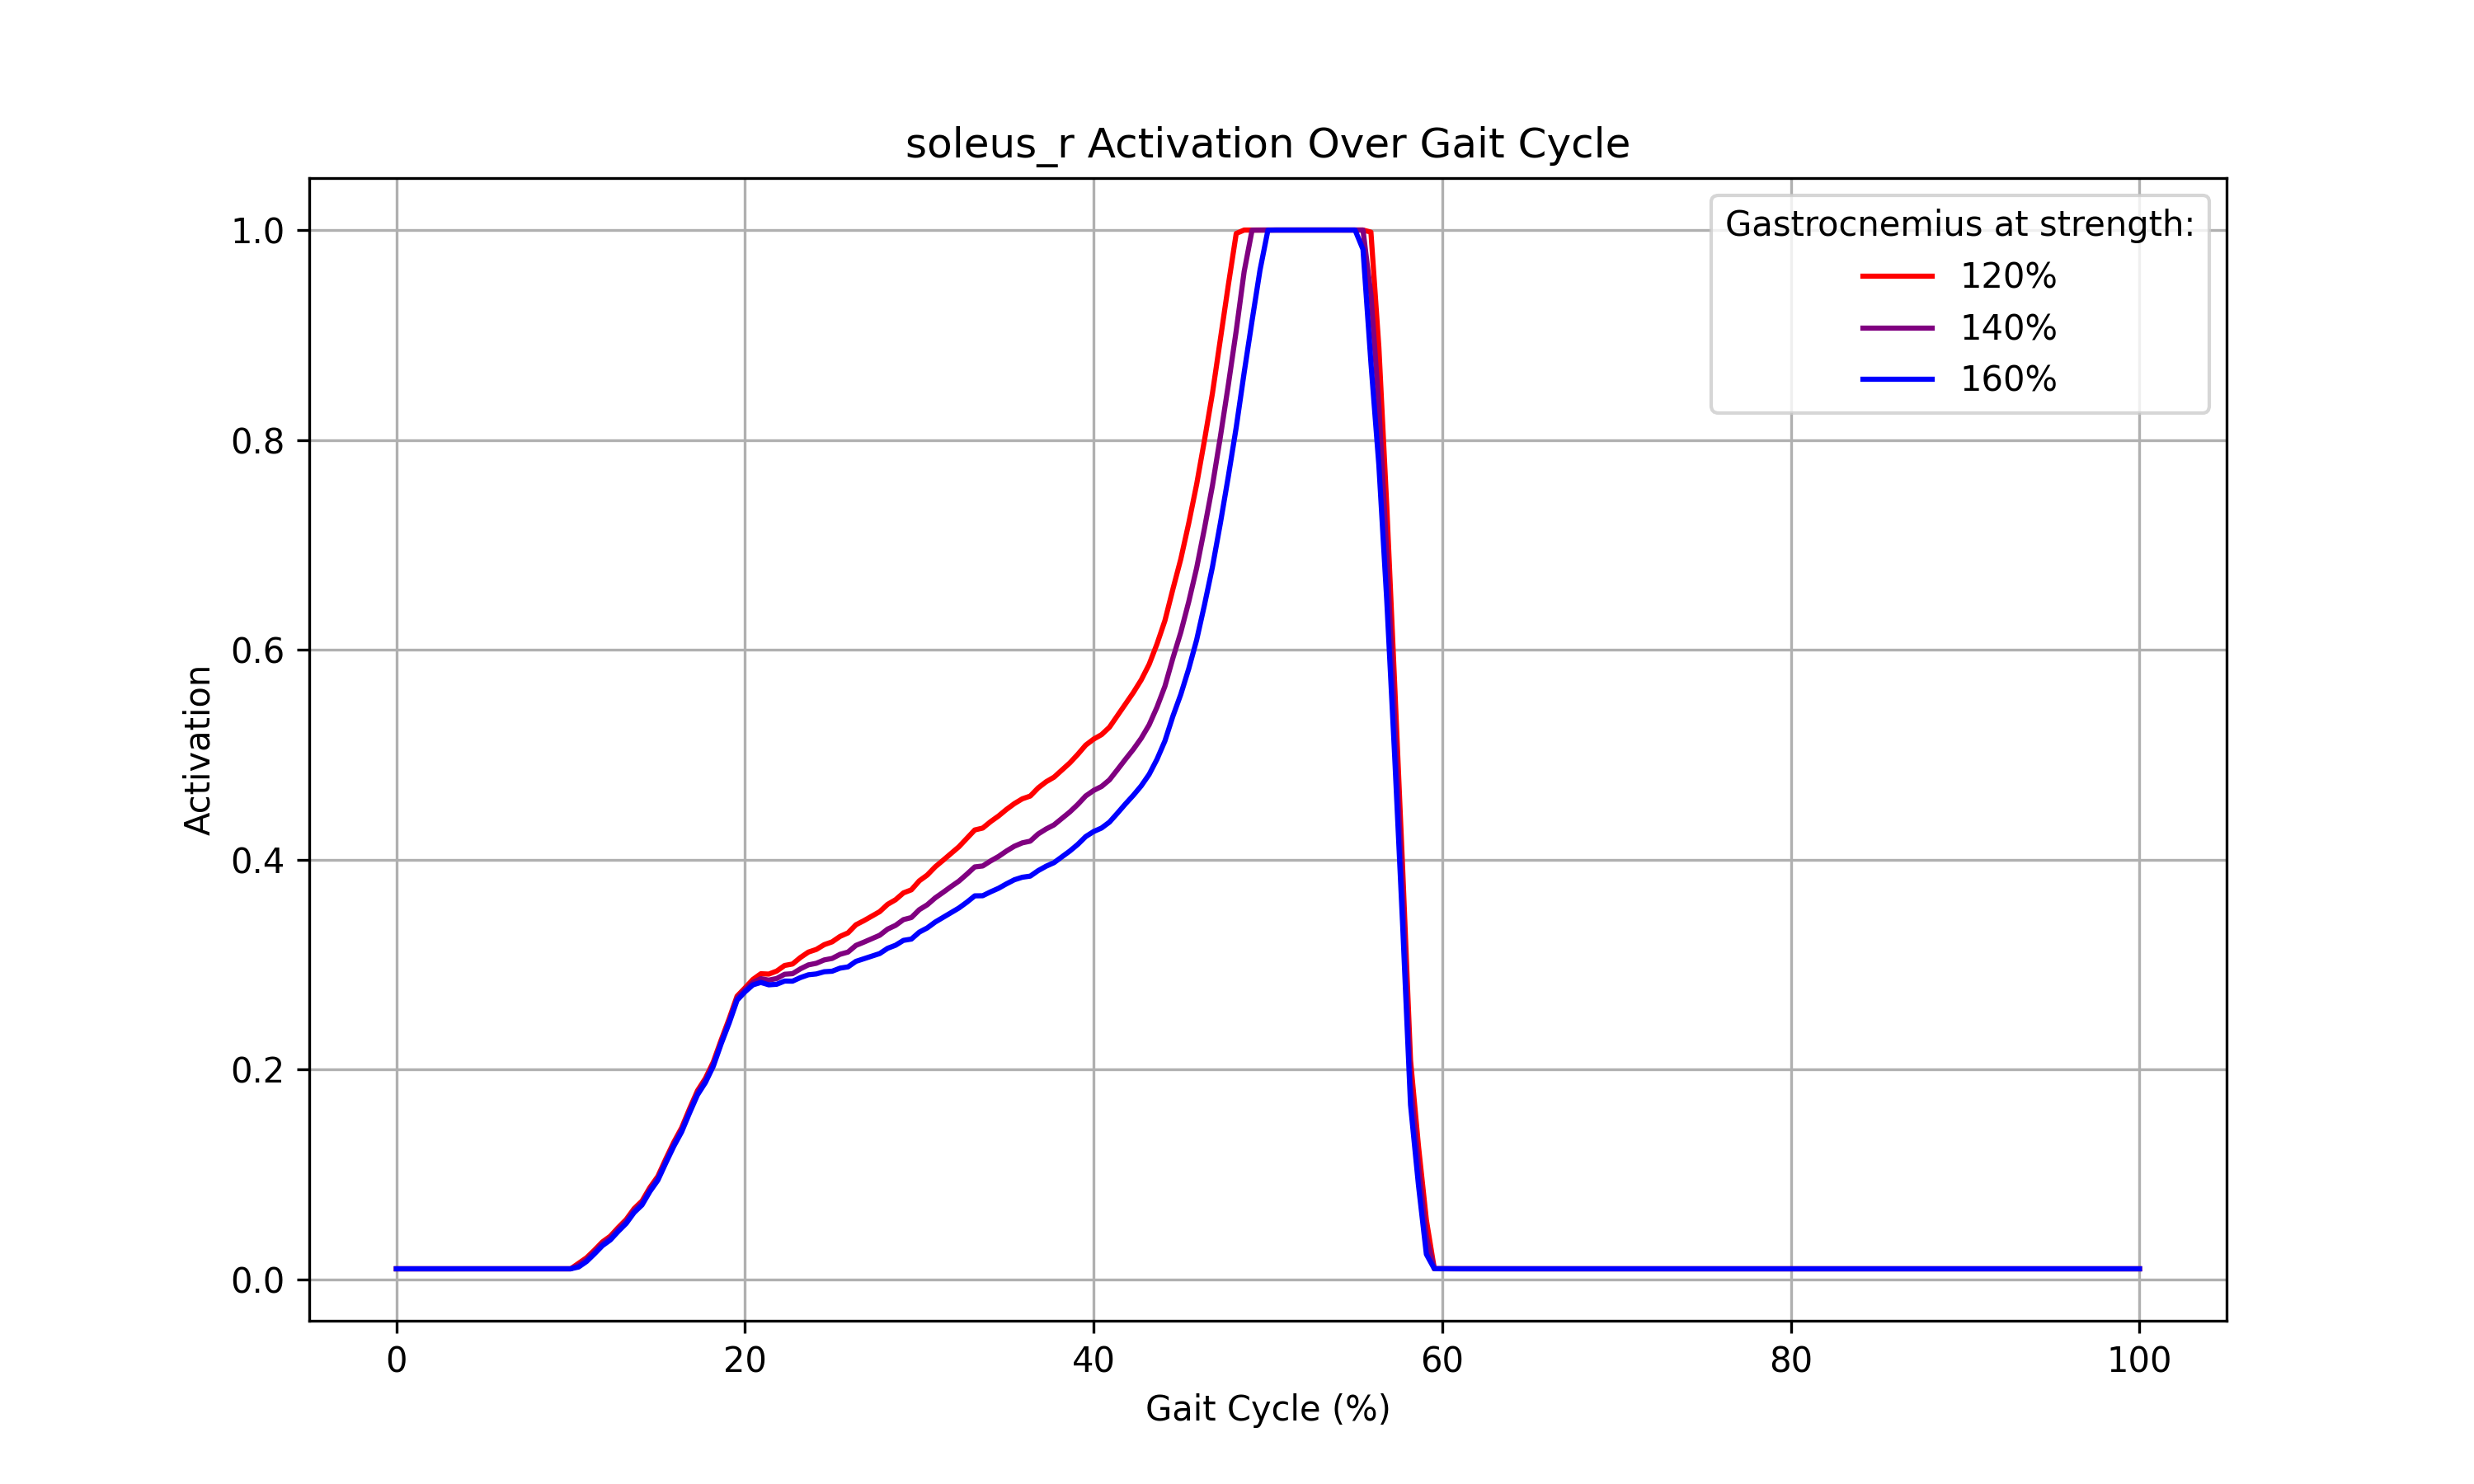 soleus_r Activation Over Gait Cycle
Gastrocnemius at strength:
120%
140%
160%
Activation
1.0
0.8
0.6
0.4
0.2
0.0
0 20 40 60 80 100
Gait Cycle (%)